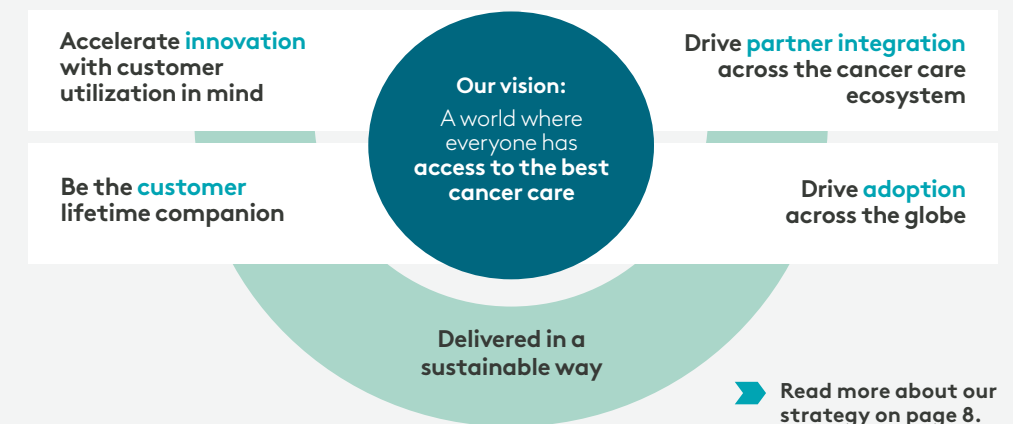 Accelerate innovation
with customer
utilization in mind
Our vision:
A world where
everyone has
access to the best
cancer care
Drive partner integration
across the cancer care
ecosystem
Be the customer
lifetime companion
Drive adoption
across the globe
Delivered in a
sustainable way
Read more about our
strategy on page 8.